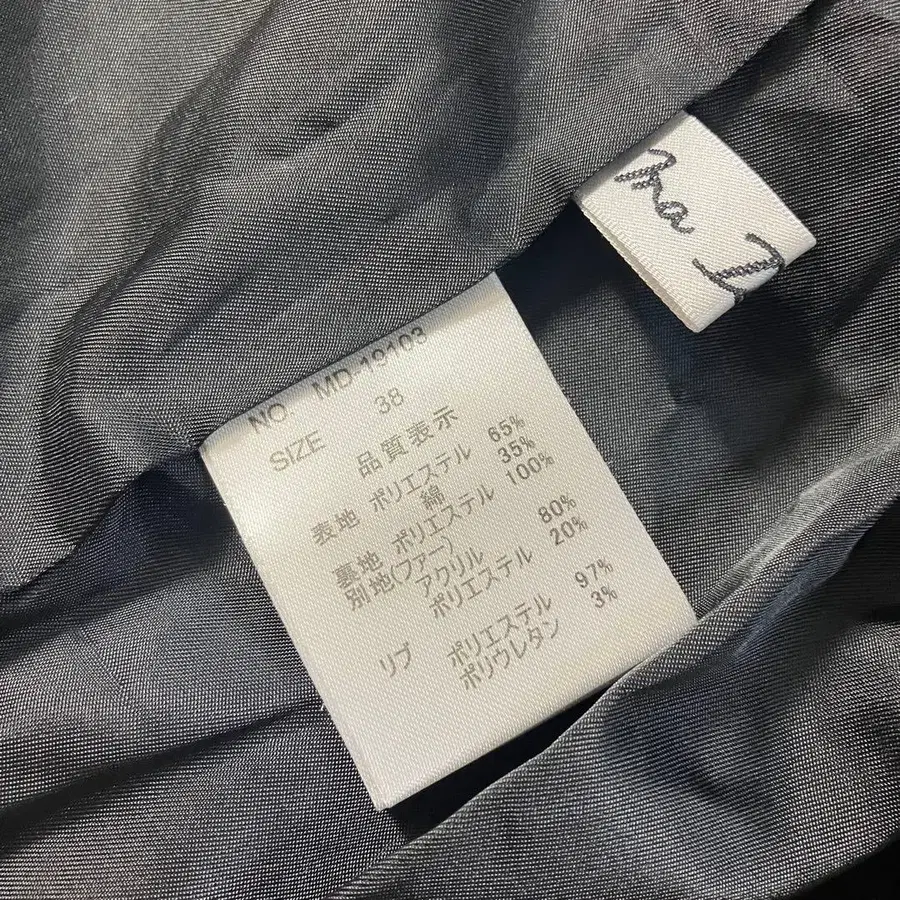 ma
NO. MD-19103
SIZE 38
品質表示
表地 ポリエステル 65%
綿 35%
裏地 ポリエステル 100%
別地(ファー)
アクリル 80%
ポリエステル 20%
リブ ポリエステル 97%
ポリウレタン 3%